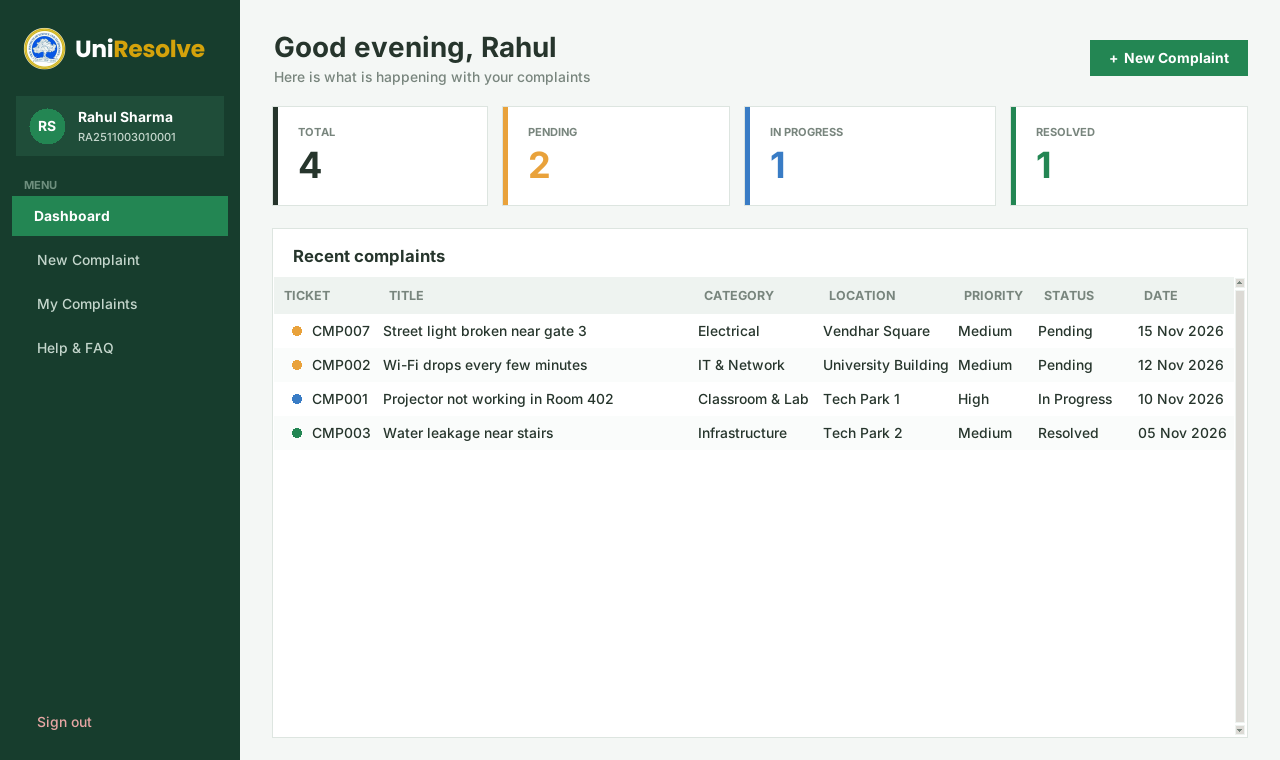 UniResolve
RS
Rahul Sharma
RA2511003010001
MENU
Dashboard
New Complaint
My Complaints
Help & FAQ
Sign out
Good evening, Rahul
Here is what is happening with your complaints
+ New Complaint
TOTAL
4
PENDING
2
IN PROGRESS
1
RESOLVED
1
Recent complaints
TICKET TITLE CATEGORY LOCATION PRIORITY STATUS DATE
CMP007 Street light broken near gate 3 Electrical Vendhar Square Medium Pending 15 Nov 2026
CMP002 Wi-Fi drops every few minutes IT & Network University Building Medium Pending 12 Nov 2026
CMP001 Projector not working in Room 402 Classroom & Lab Tech Park 1 High In Progress 10 Nov 2026
CMP003 Water leakage near stairs Infrastructure Tech Park 2 Medium Resolved 05 Nov 2026